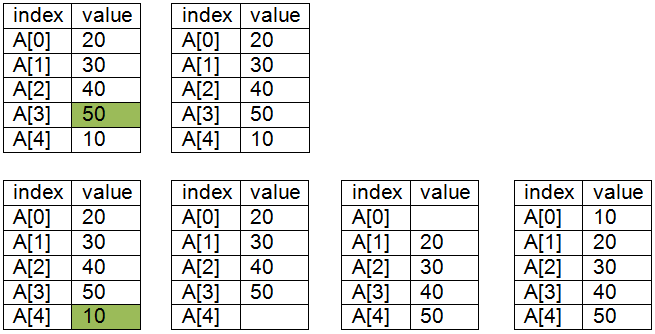 index value index value
A[0] 20 A[0] 20
A[1] 30 A[1] 30
A[2] 40 A[2] 40
A[3] 50 A[3] 50
A[4] 10 A[4] 10
index value index value index value index value
A[0] 20 A[0] 20 A[0] A[0] 10
A[1] 30 A[1] 30 A[1] 20 A[1] 20
A[2] 40 A[2] 40 A[2] 30 A[2] 30
A[3] 50 A[3] 50 A[3] 40 A[3] 40
A[4] 10 A[4] A[4] 50 A[4] 50